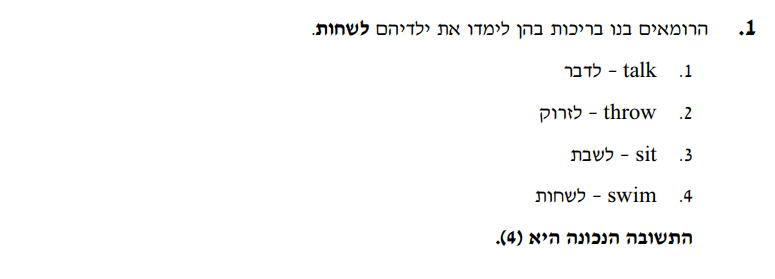 1. הרומאים בנו בריכות בהן לימדו את ילדיהם לשחות.
1. talk – לדבר
2. throw – לזרוק
3. sit – לשבת
4. swim – לשחות
התשובה הנכונה היא (4).